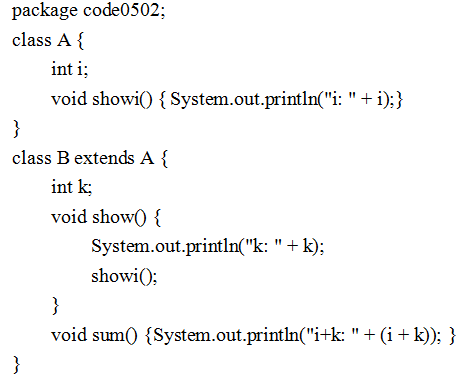 package code0502;
class A {
int i;
void showi() { System.out.println("i: " + i);}
}
class B extends A {
int k;
void show() {
System.out.println("k: " + k);
showi();
}
void sum() {System.out.println("i+k: " + (i + k)); }
}